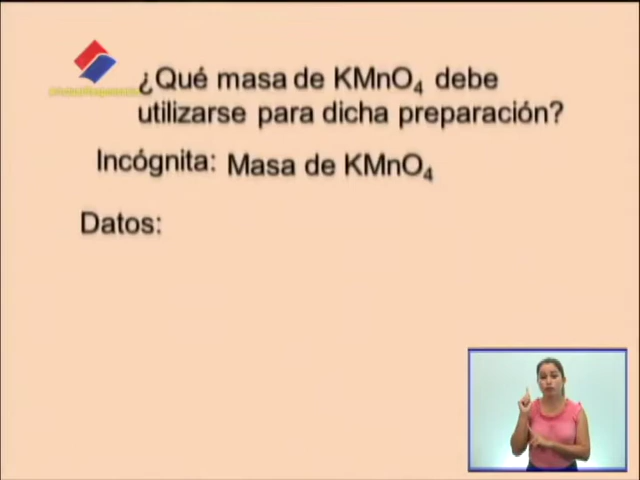 ¿Qué masa de KMnO₄ debe
utilizarse para dicha preparación?
Incógnita: Masa de KMnO₄
Datos: